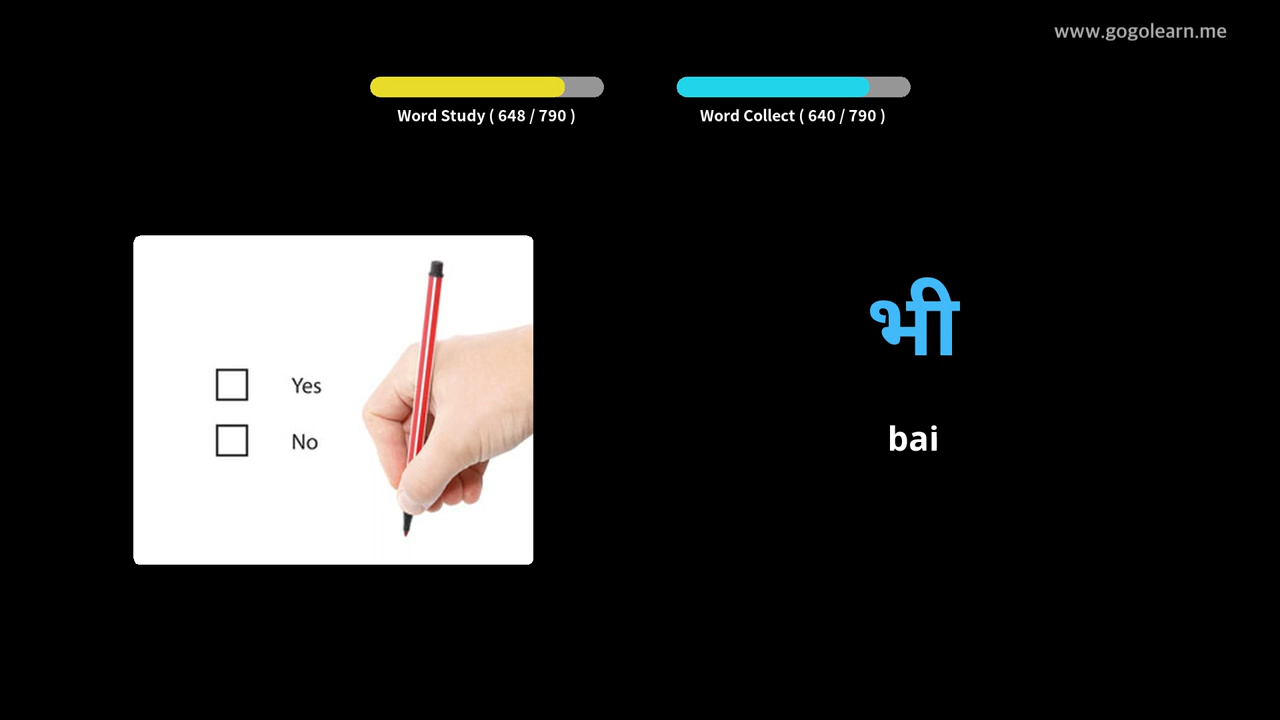 www.gogolearn.me
Word Study ( 648 / 790 )
Word Collect ( 640 / 790 )
Yes
No
भी
bai